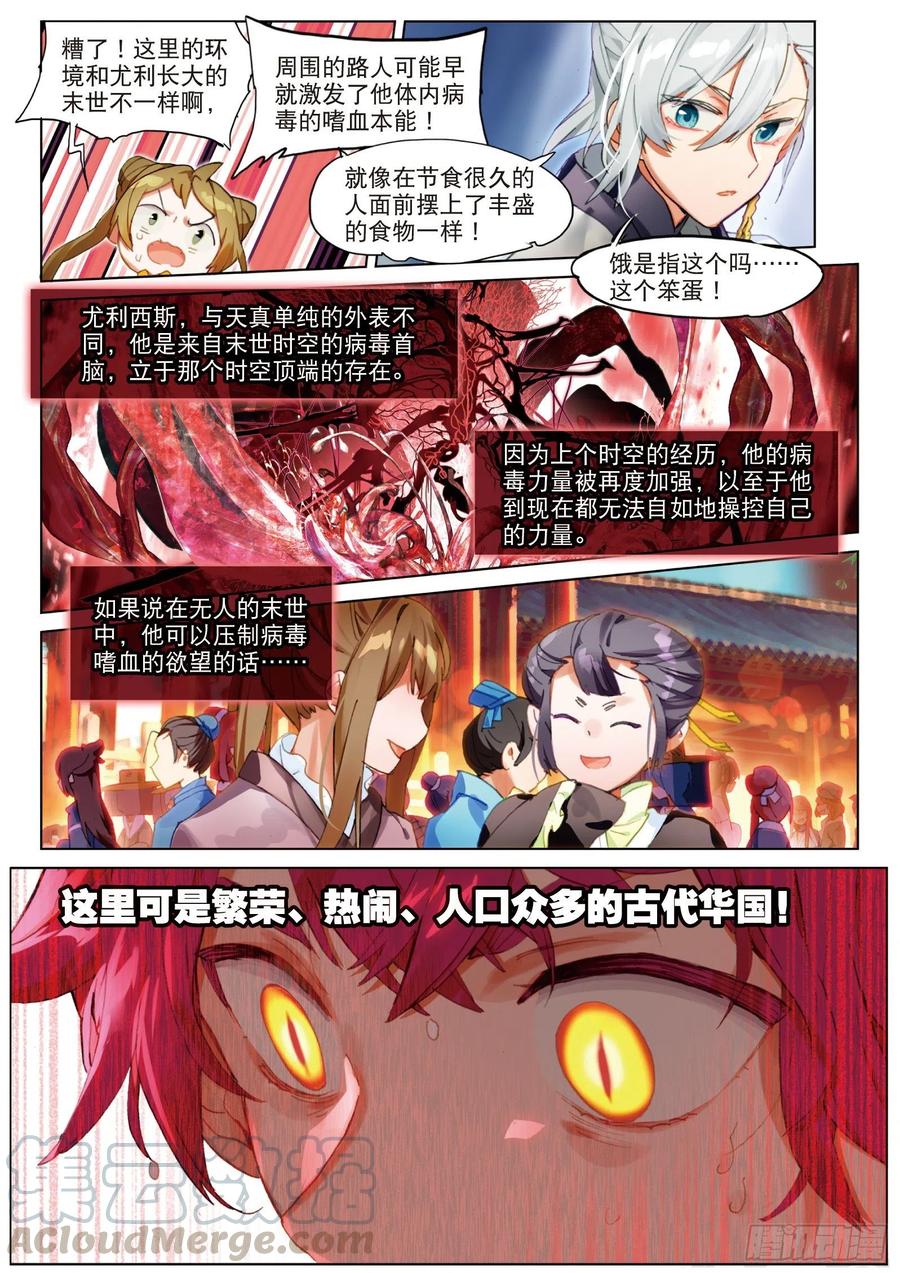 糟了！这里的环
境和尤利长大的
末世不一样啊，
周围的路人可能早
就激发了他体内病
毒的嗜血本能！
就像在节食很久的
人面前摆上了丰盛
的食物一样！
饿是指这个吗……
这个笨蛋！
尤利西斯，与天真单纯的外表不
同，他是来自末世时空的病毒首
脑，立于那个时空顶端的存在。
因为上个时空的经历，他的病
毒力量被再度加强，以至于他
到现在都无法自如地操控自己
的力量。
如果说在无人的末世
中，他可以压制病毒
嗜血的欲望的话……
这里可是繁荣、热闹、人口众多的古代华国！
集云数据
ACloudMerge.com
腾讯动漫